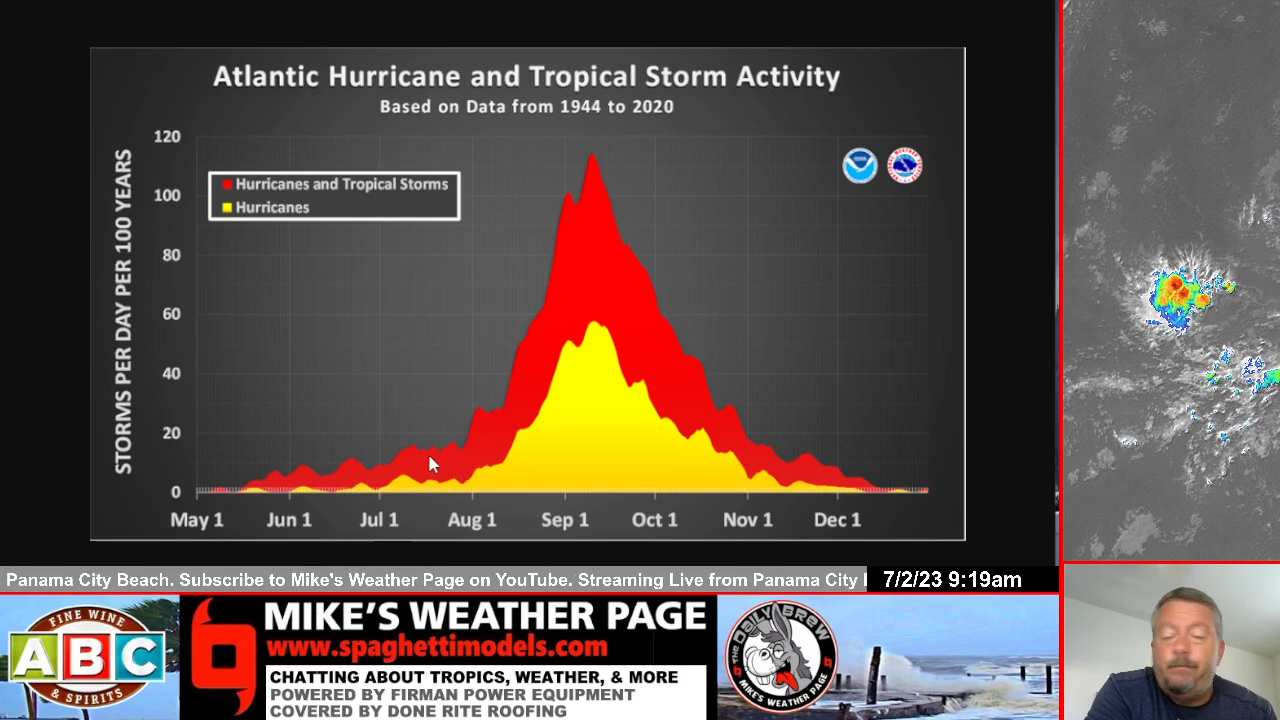 Atlantic Hurricane and Tropical Storm Activity
Based on Data from 1944 to 2020
STORMS PER DAY PER 100 YEARS
120
100
80
60
40
20
0
Hurricanes and Tropical Storms
Hurricanes
May 1
Jun 1
Jul 1
Aug 1
Sep 1
Oct 1
Nov 1
Dec 1
Panama City Beach. Subscribe to Mike's Weather Page on YouTube. Streaming Live from Panama City
7/2/23 9:19am
FINE WINE
ABC
& SPIRITS
MIKE'S WEATHER PAGE
www.spaghettimodels.com
CHATTING ABOUT TROPICS, WEATHER, & MORE
POWERED BY FIRMAN POWER EQUIPMENT
COVERED BY DONE RITE ROOFING
THE DAILY BREW
MIKE'S WEATHER PAGE